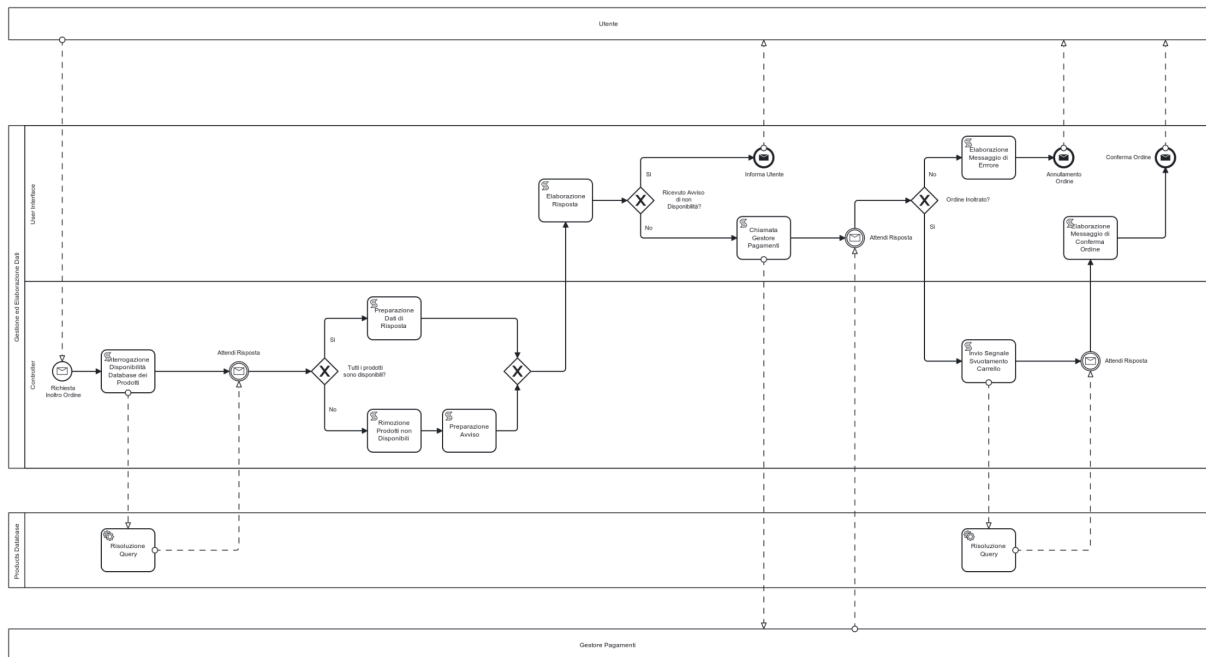 Utente
Gestione ed Elaborazione Dati
User Interface
Elaborazione
Messaggio di
Errore
Si
No
Conferma Ordine
Informa Utente
Annullamento
Ordine
Elaborazione
Risposta
Ricevuto Avviso
di non
Disponibilità?
Ordine Inoltrato?
No
Sì
Chiamata
Gestore
Pagamenti
Attendi Risposta
Elaborazione
Messaggio di
Conferma
Ordine
Controller
Preparazione
Dati di
Risposta
Si
Attendi Risposta
Interrogazione
Disponibilità
Database dei
Prodotti
Tutti i prodotti
sono disponibili?
Invio Segnale
Svuotamento
Carrello
Attendi Risposta
Richiesta
Inoltro Ordine
No
Rimozione
Prodotti non
Disponibili
Preparazione
Avviso
Products Database
Risoluzione
Query
Risoluzione
Query
Gestore Pagamenti